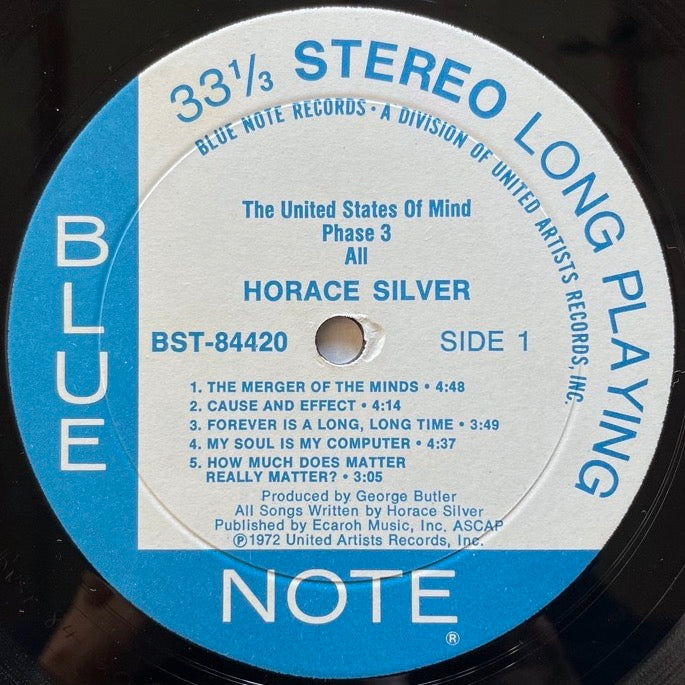 33⅓ STEREO LONG PLAYING
BLUE NOTE RECORDS • A DIVISION OF UNITED ARTISTS RECORDS, INC.
The United States Of Mind
Phase 3
All
HORACE SILVER
BST-84420
SIDE 1
1. THE MERGER OF THE MINDS • 4:48
2. CAUSE AND EFFECT • 4:14
3. FOREVER IS A LONG, LONG TIME • 3:49
4. MY SOUL IS MY COMPUTER • 4:37
5. HOW MUCH DOES MATTER
REALLY MATTER? • 3:05
Produced by George Butler
All Songs Written by Horace Silver
Published by Ecaroh Music, Inc. ASCAP
℗1972 United Artists Records, Inc.
BLUE
NOTE®